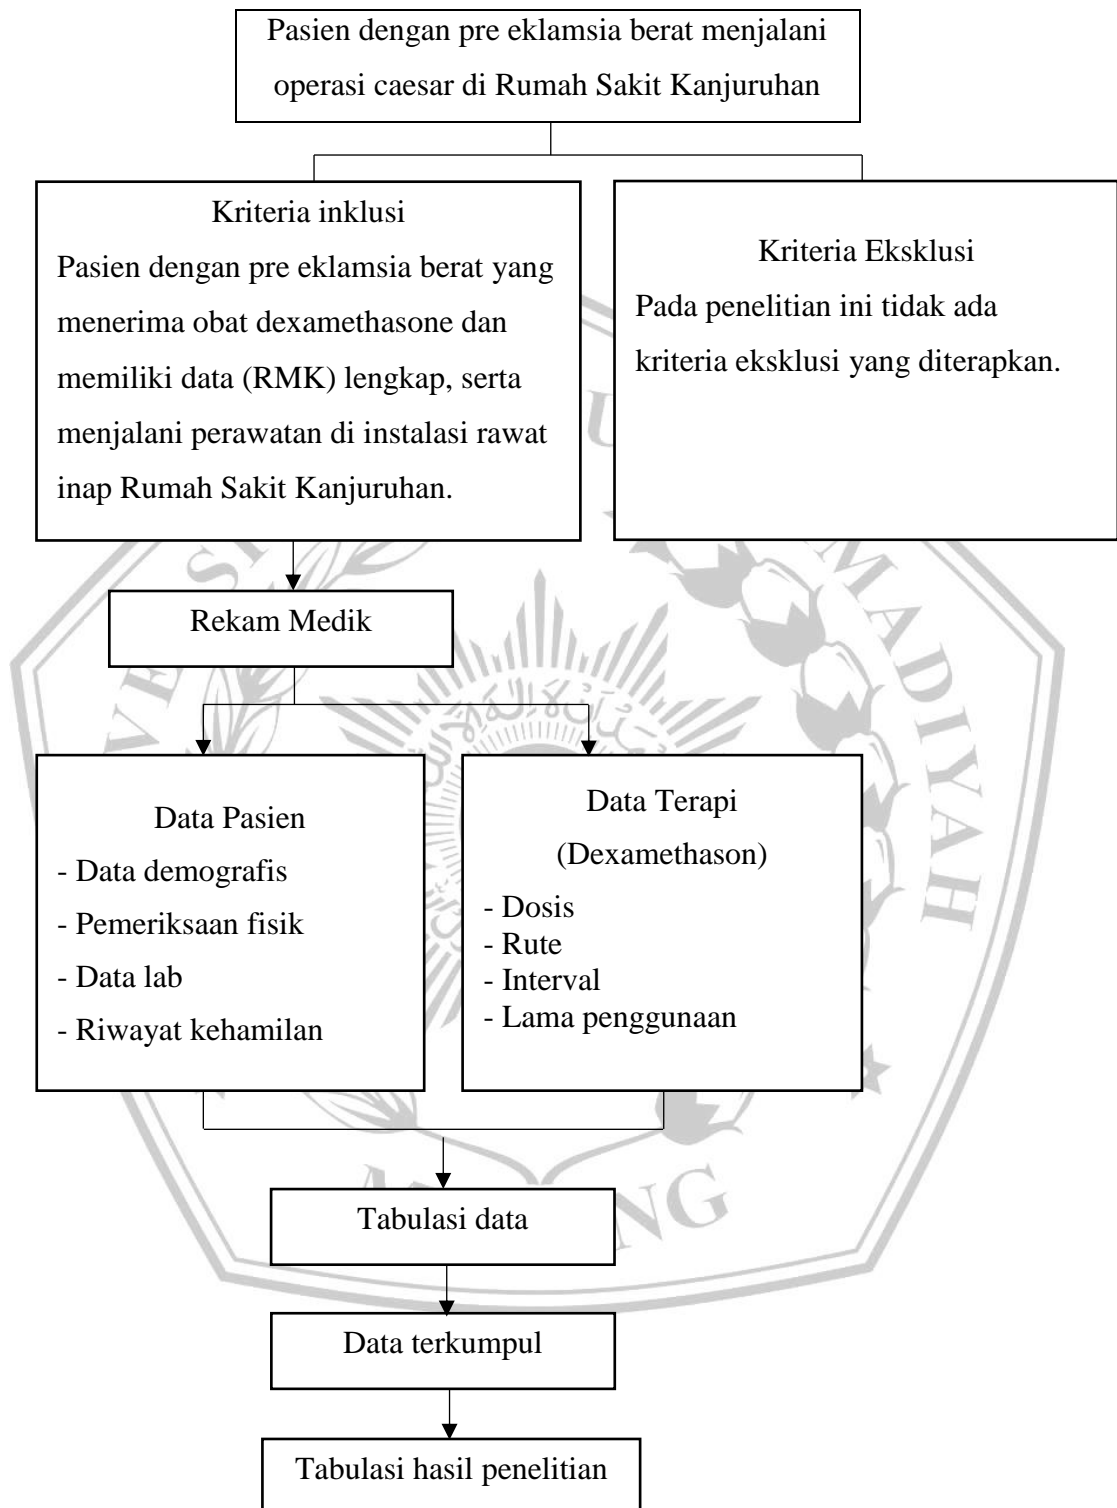 Pasien dengan pre eklamsia berat menjalani
operasi caesar di Rumah Sakit Kanjuruhan
Kriteria inklusi
Pasien dengan pre eklamsia berat yang
menerima obat dexamethasone dan
memiliki data (RMK) lengkap, serta
menjalani perawatan di instalasi rawat
inap Rumah Sakit Kanjuruhan.
Kriteria Eksklusi
Pada penelitian ini tidak ada
kriteria eksklusi yang diterapkan.
Rekam Medik
Data Pasien
- Data demografis
- Pemeriksaan fisik
- Data lab
- Riwayat kehamilan
Data Terapi
(Dexamethason)
- Dosis
- Rute
- Interval
- Lama penggunaan
Tabulasi data
Data terkumpul
Tabulasi hasil penelitian